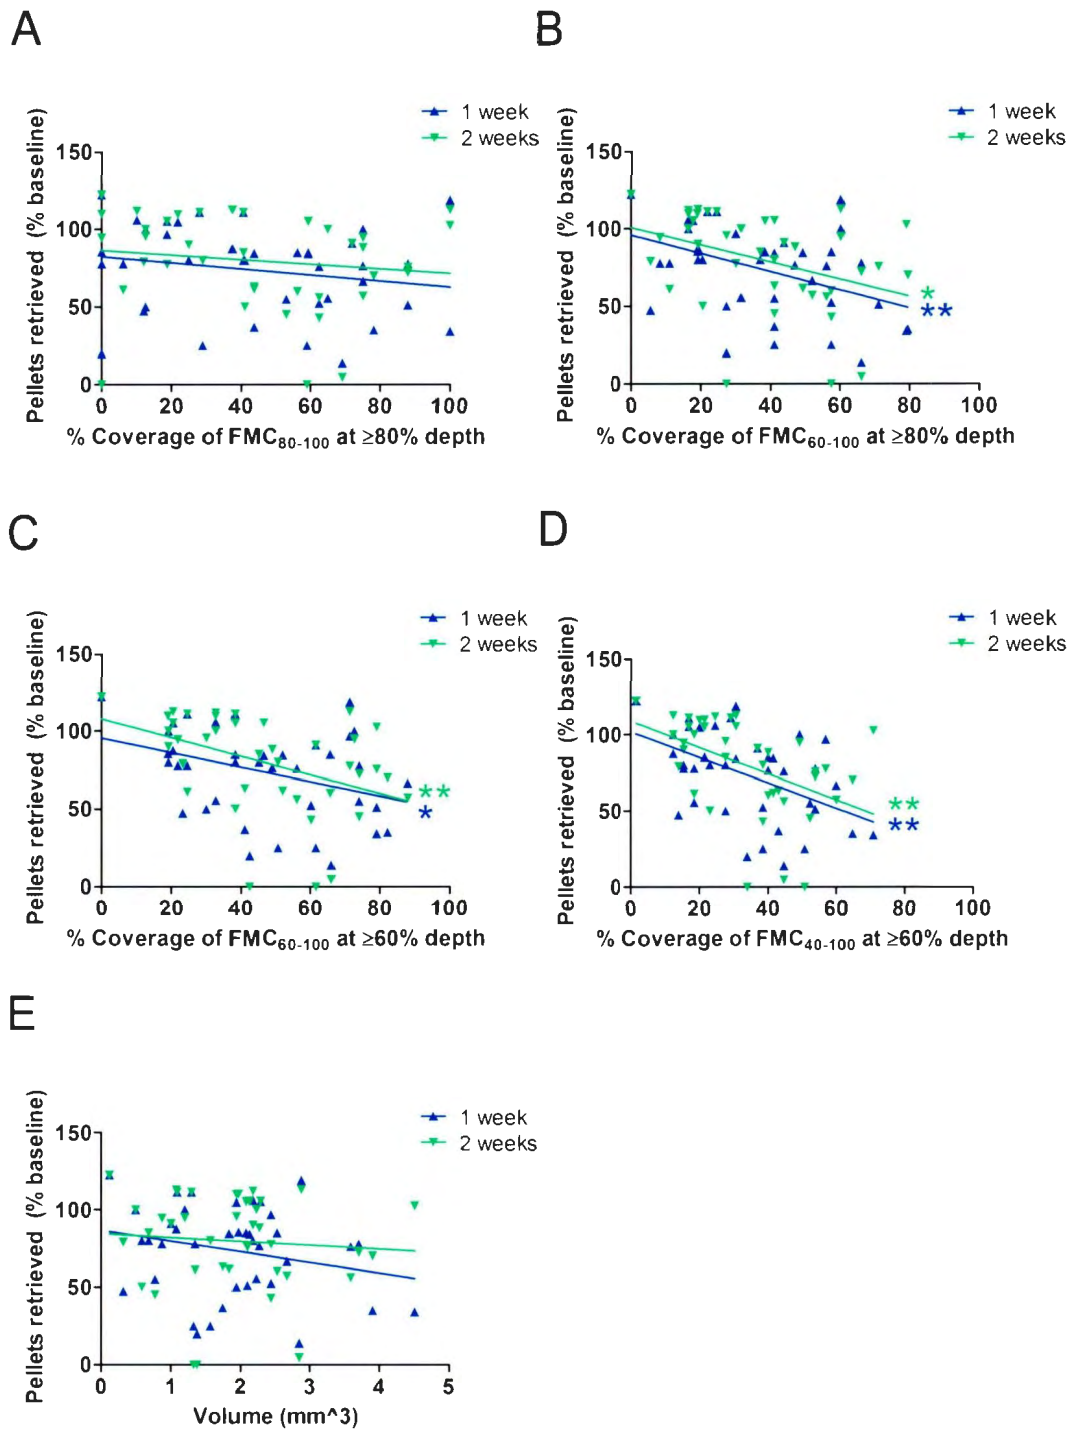 A
1 week
2 weeks
Pellets retrieved (% baseline)
150
100
50
0
0 20 40 60 80 100
% Coverage of FMC80-100 at ≥80% depth
B
1 week
2 weeks
Pellets retrieved (% baseline)
150
100
50
0
*
**
0 20 40 60 80 100
% Coverage of FMC60-100 at ≥80% depth
C
1 week
2 weeks
Pellets retrieved (% baseline)
150
100
50
0
**
*
0 20 40 60 80 100
% Coverage of FMC60-100 at ≥60% depth
D
1 week
2 weeks
Pellets retrieved (% baseline)
150
100
50
0
**
**
0 20 40 60 80 100
% Coverage of FMC40-100 at ≥60% depth
E
1 week
2 weeks
Pellets retrieved (% baseline)
150
100
50
0
0 1 2 3 4 5
Volume (mm^3)